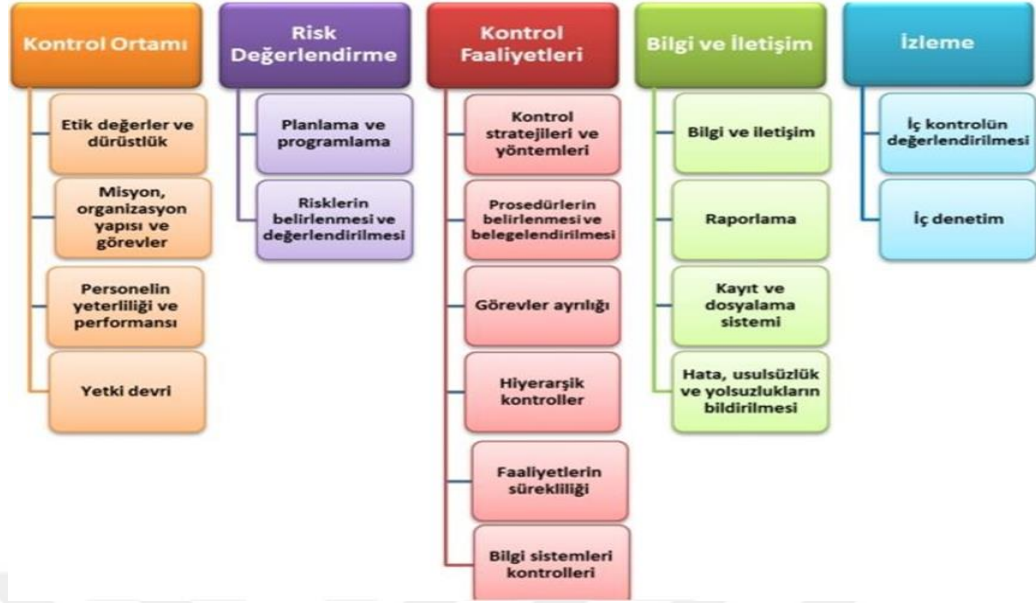 Kontrol Ortamı
Etik değerler ve
dürüstlük
Misyon,
organizasyon
yapısı ve
görevler
Personelin
yeterliliği ve
performansı
Yetki devri
Risk
Değerlendirme
Planlama ve
programlama
Risklerin
belirlenmesi ve
değerlendirilmesi
Kontrol
Faaliyetleri
Kontrol
stratejileri ve
yöntemleri
Prosedürlerin
belirlenmesi ve
belegelendirilmesi
Görevler ayrılığı
Hiyerarşik
kontroller
Faaliyetlerin
sürekliliği
Bilgi sistemleri
kontrolleri
Bilgi ve İletişim
Bilgi ve iletişim
Raporlama
Kayıt ve
dosyalama
sistemi
Hata, usulsüzlük
ve yolsuzlukların
bildirilmesi
İzleme
İç kontrolün
değerlendirilmesi
İç denetim